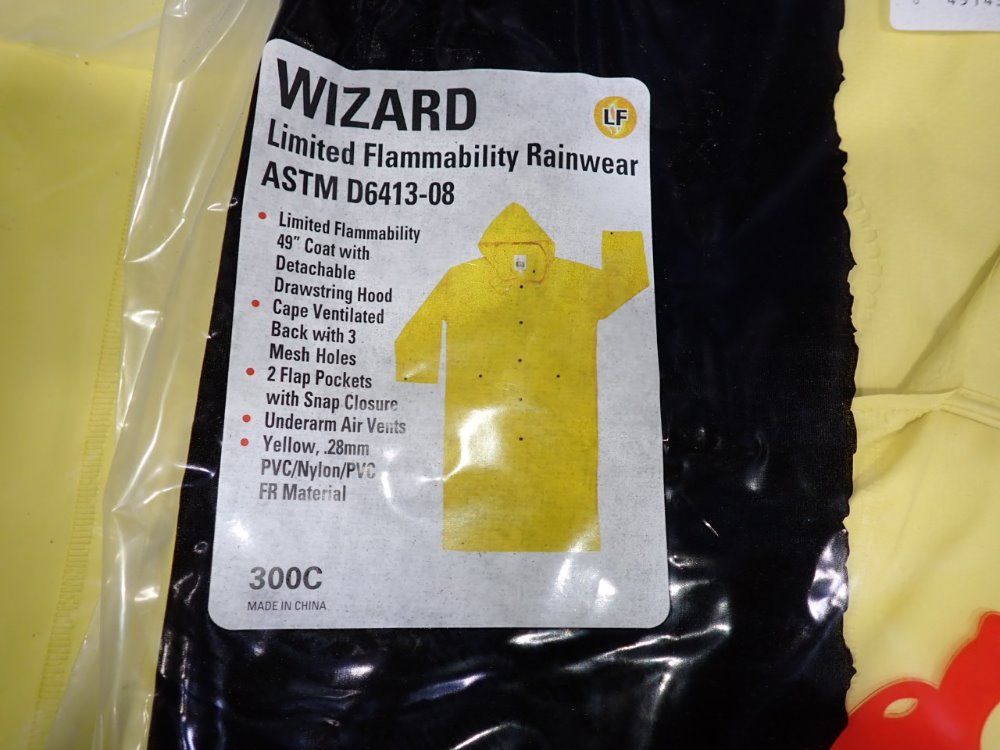 WIZARD
LF
Limited Flammability Rainwear
ASTM D6413-08
• Limited Flammability
49" Coat with
Detachable
Drawstring Hood
• Cape Ventilated
Back with 3
Mesh Holes
• 2 Flap Pockets
with Snap Closure
• Underarm Air Vents
• Yellow, .28mm
PVC/Nylon/PVC
FR Material
300C
MADE IN CHINA